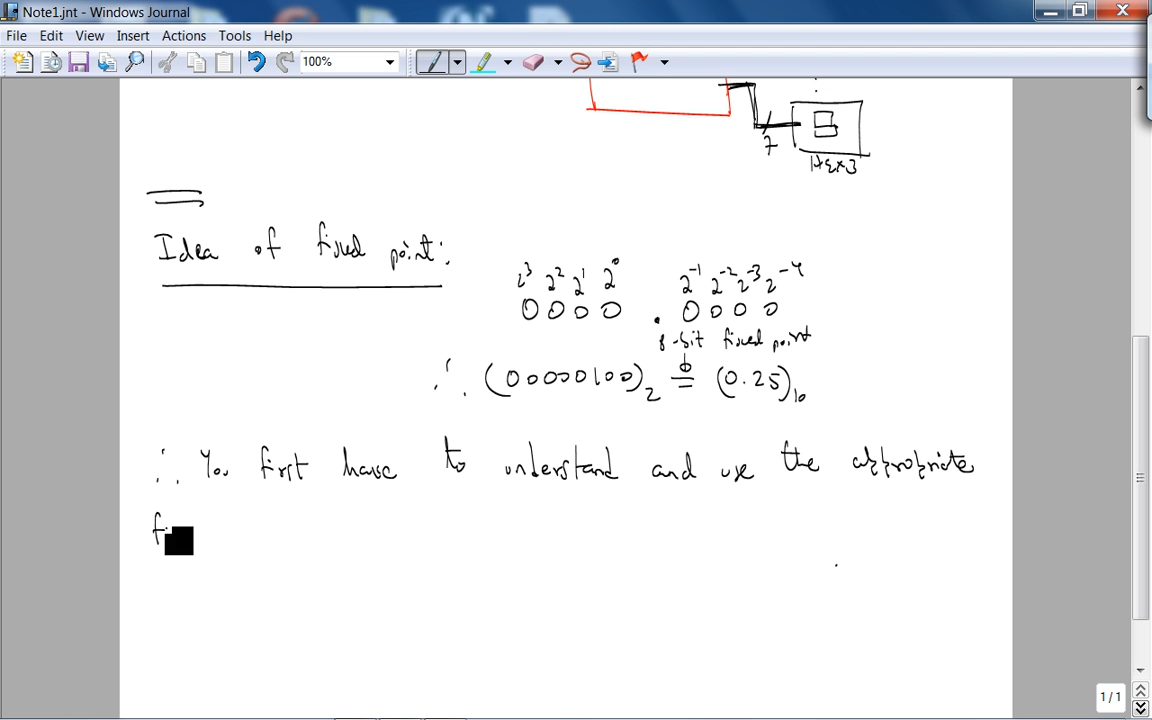 Note1.jnt - Windows Journal
File Edit View Insert Actions Tools Help
100%
7
HEX3
Idea of fixed point:
2³ 2² 2¹ 2⁰ 2⁻¹ 2⁻² 2⁻³ 2⁻⁴
0 0 0 0 . 0 0 0 0
8-bit fixed point
∴ (00000100)₂ = (0.25)₁₀
∴ You first have to understand and use the appropriate
1 / 1